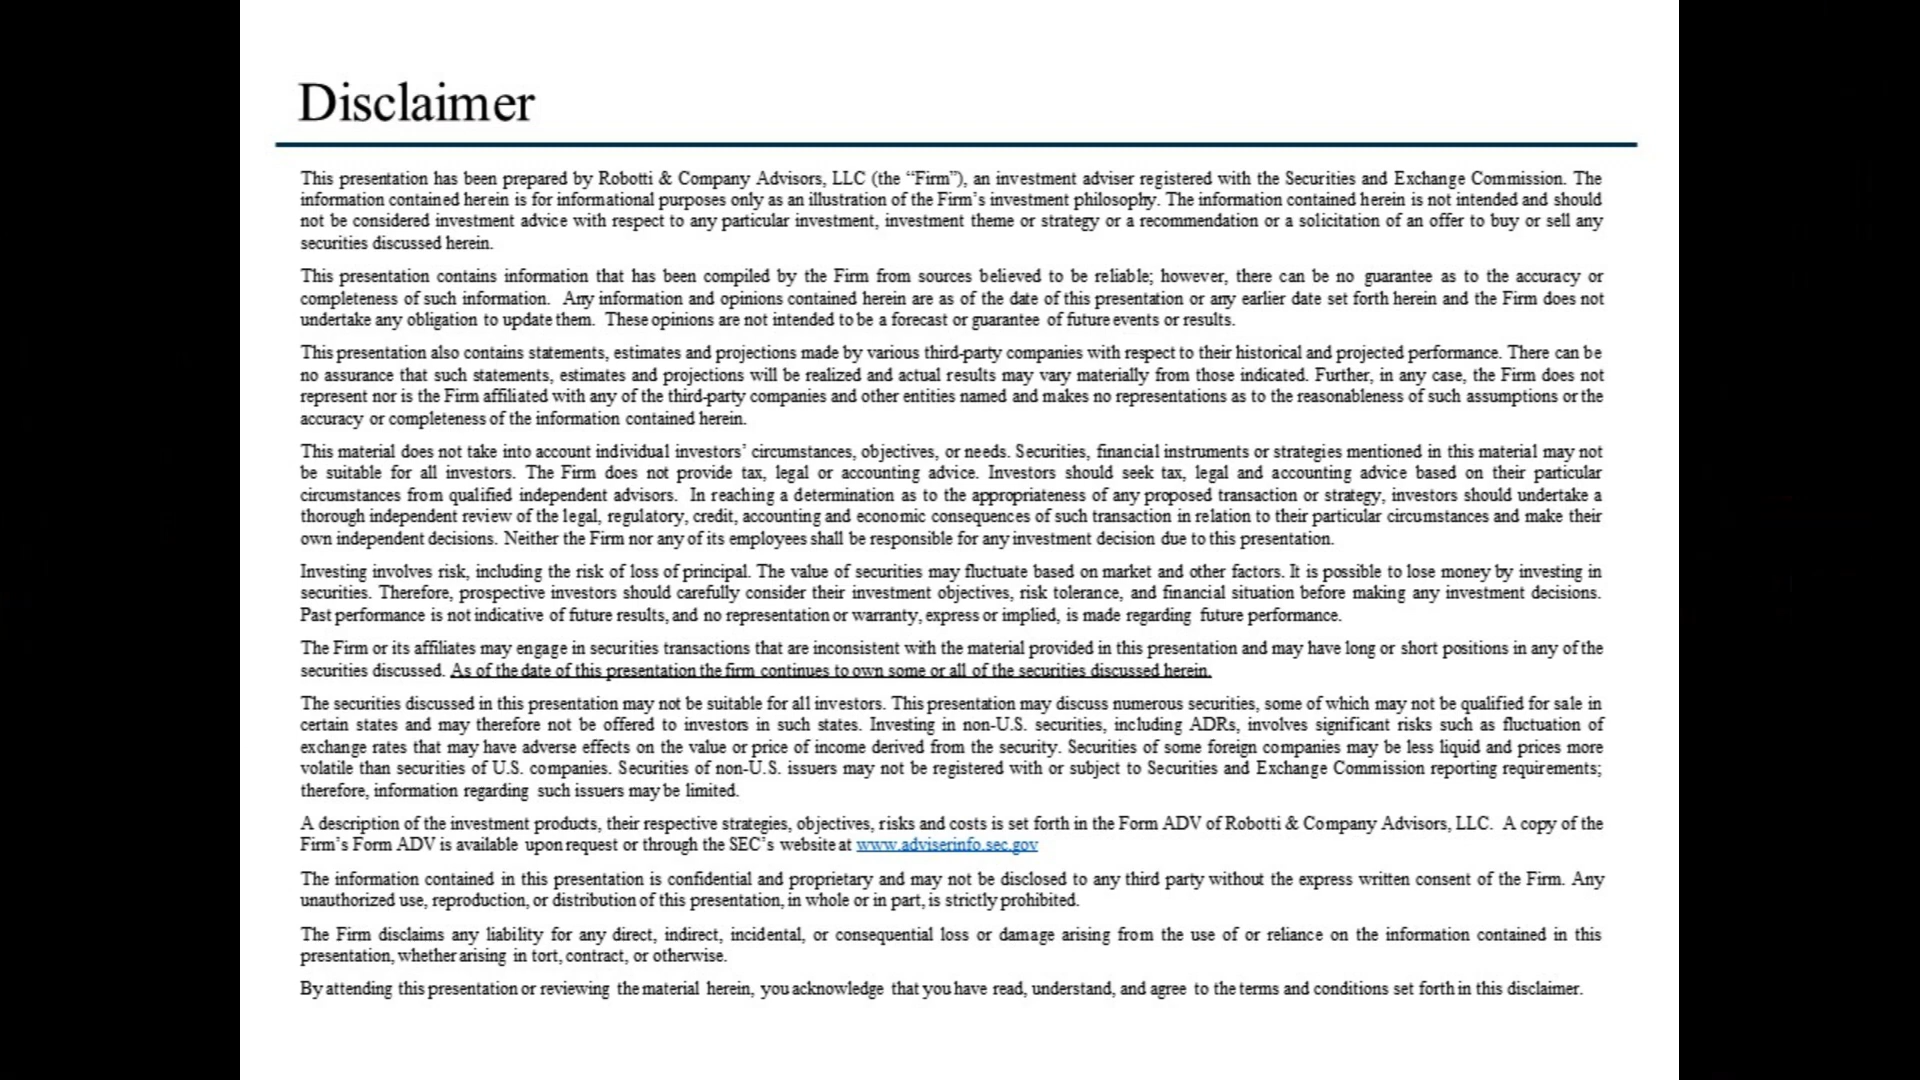 Disclaimer
This presentation has been prepared by Robotti & Company Advisors, LLC (the “Firm”), an investment adviser registered with the Securities and Exchange Commission. The
information contained herein is for informational purposes only as an illustration of the Firm’s investment philosophy. The information contained herein is not intended and should
not be considered investment advice with respect to any particular investment, investment theme or strategy or a recommendation or a solicitation of an offer to buy or sell any
securities discussed herein.
This presentation contains information that has been compiled by the Firm from sources believed to be reliable; however, there can be no guarantee as to the accuracy or
completeness of such information. Any information and opinions contained herein are as of the date of this presentation or any earlier date set forth herein and the Firm does not
undertake any obligation to update them. These opinions are not intended to be a forecast or guarantee of future events or results.
This presentation also contains statements, estimates and projections made by various third-party companies with respect to their historical and projected performance. There can be
no assurance that such statements, estimates and projections will be realized and actual results may vary materially from those indicated. Further, in any case, the Firm does not
represent nor is the Firm affiliated with any of the third-party companies and other entities named and makes no representations as to the reasonableness of such assumptions or the
accuracy or completeness of the information contained herein.
This material does not take into account individual investors’ circumstances, objectives, or needs. Securities, financial instruments or strategies mentioned in this material may not
be suitable for all investors. The Firm does not provide tax, legal or accounting advice. Investors should seek tax, legal and accounting advice based on their particular
circumstances from qualified independent advisors. In reaching a determination as to the appropriateness of any proposed transaction or strategy, investors should undertake a
thorough independent review of the legal, regulatory, credit, accounting and economic consequences of such transaction in relation to their particular circumstances and make their
own independent decisions. Neither the Firm nor any of its employees shall be responsible for any investment decision due to this presentation.
Investing involves risk, including the risk of loss of principal. The value of securities may fluctuate based on market and other factors. It is possible to lose money by investing in
securities. Therefore, prospective investors should carefully consider their investment objectives, risk tolerance, and financial situation before making any investment decisions.
Past performance is not indicative of future results, and no representation or warranty, express or implied, is made regarding future performance.
The Firm or its affiliates may engage in securities transactions that are inconsistent with the material provided in this presentation and may have long or short positions in any of the
securities discussed. As of the date of this presentation the firm continues to own some or all of the securities discussed herein.
The securities discussed in this presentation may not be suitable for all investors. This presentation may discuss numerous securities, some of which may not be qualified for sale in
certain states and may therefore not be offered to investors in such states. Investing in non-U.S. securities, including ADRs, involves significant risks such as fluctuation of
exchange rates that may have adverse effects on the value or price of income derived from the security. Securities of some foreign companies may be less liquid and prices more
volatile than securities of U.S. companies. Securities of non-U.S. issuers may not be registered with or subject to Securities and Exchange Commission reporting requirements;
therefore, information regarding such issuers may be limited.
A description of the investment products, their respective strategies, objectives, risks and costs is set forth in the Form ADV of Robotti & Company Advisors, LLC. A copy of the
Firm’s Form ADV is available upon request or through the SEC’s website at www.adviserinfo.sec.gov
The information contained in this presentation is confidential and proprietary and may not be disclosed to any third party without the express written consent of the Firm. Any
unauthorized use, reproduction, or distribution of this presentation, in whole or in part, is strictly prohibited.
The Firm disclaims any liability for any direct, indirect, incidental, or consequential loss or damage arising from the use of or reliance on the information contained in this
presentation, whether arising in tort, contract, or otherwise.
By attending this presentation or reviewing the material herein, you acknowledge that you have read, understand, and agree to the terms and conditions set forth in this disclaimer.